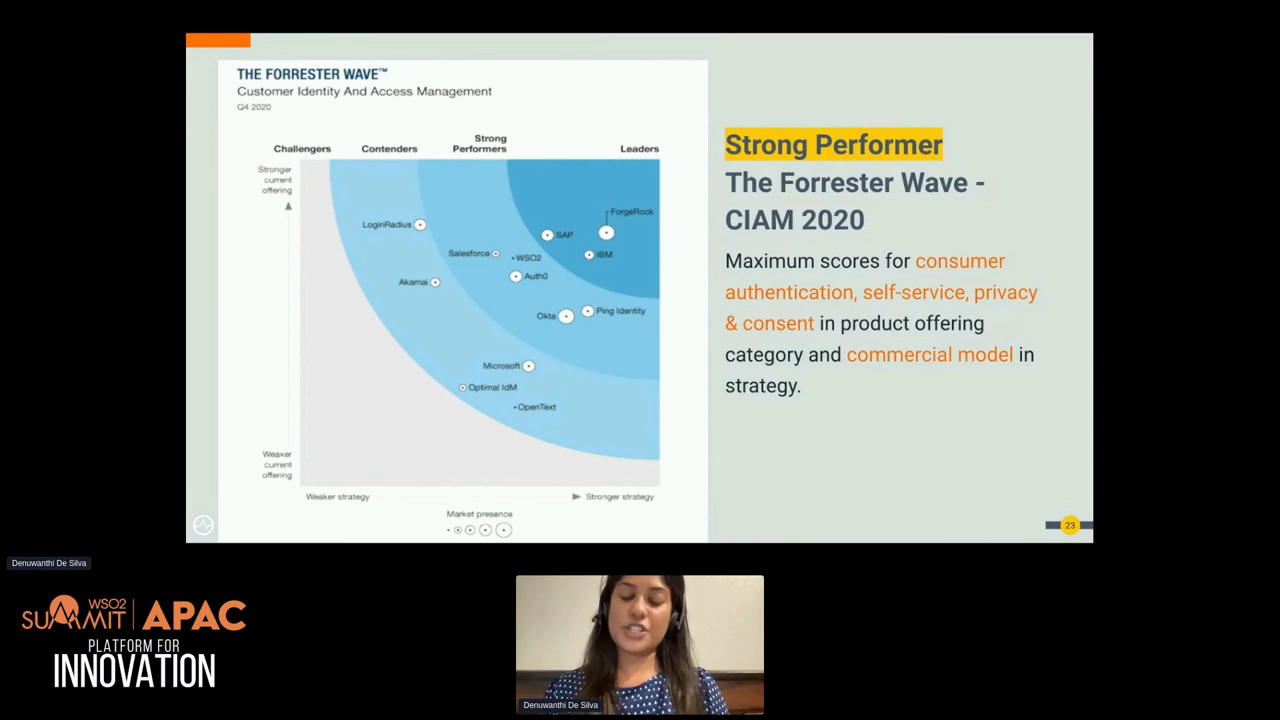 THE FORRESTER WAVE™
Customer Identity And Access Management
Q4 2020
Challengers
Contenders
Strong
Performers
Leaders
Stronger
current
offering
ForgeRock
LoginRadius
SAP
Salesforce
WSO2
IBM
Auth0
Akamai
Okta
Ping Identity
Microsoft
Optimal IdM
OpenText
Weaker
current
offering
Weaker strategy
Stronger strategy
Market presence
Strong Performer
The Forrester Wave -
CIAM 2020
Maximum scores for consumer
authentication, self-service, privacy
& consent in product offering
category and commercial model in
strategy.
23
Denuwanthi De Silva
WSO2
SUMMIT APAC
PLATFORM FOR
INNOVATION
Denuwanthi De Silva